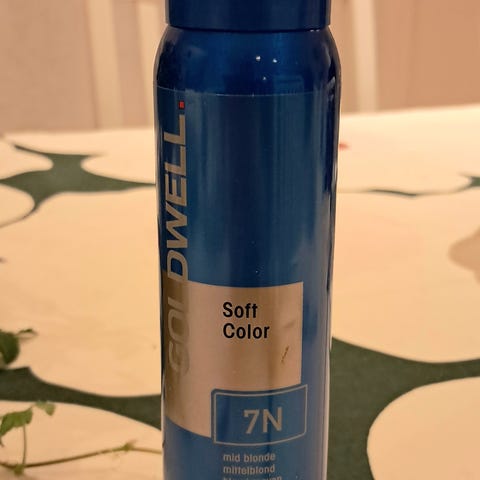 GOLDWELL.
Soft
Color
7N
mid blonde
mittelblond